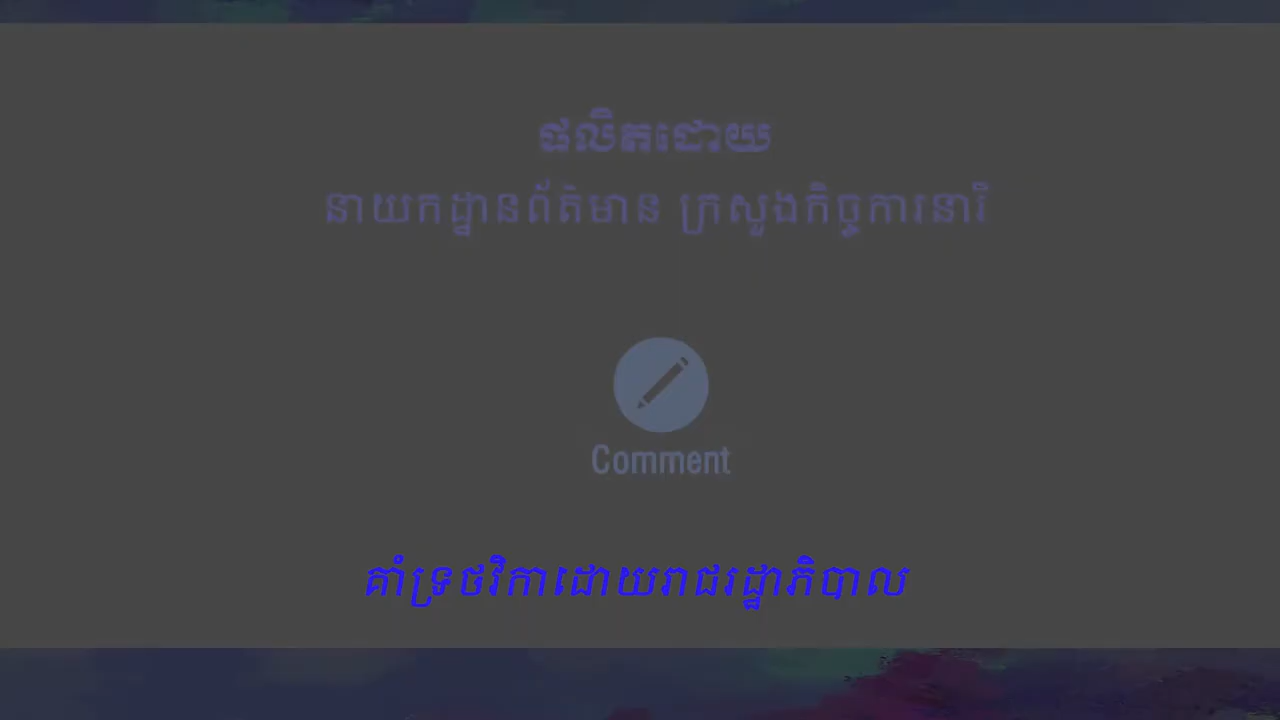 ផលិតដោយ
នាយកដ្ឋានព័ត៌មាន ក្រសួងកិច្ចការនារី
Comment
គាំទ្រថវិកាដោយរាជរដ្ឋាភិបាល